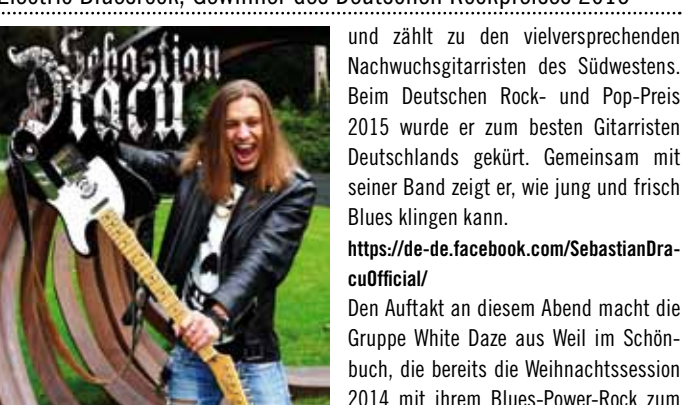 Electric Bluesrock, Gewinner des Deutschen Rockpreises 2015
Sebastian
Dracu
und zählt zu den vielversprechenden
Nachwuchsgitarristen des Südwestens.
Beim Deutschen Rock- und Pop-Preis
2015 wurde er zum besten Gitarristen
Deutschlands gekürt. Gemeinsam mit
seiner Band zeigt er, wie jung und frisch
Blues klingen kann.
https://de-de.facebook.com/SebastianDra-
cuOfficial/
Den Auftakt an diesem Abend macht die
Gruppe White Daze aus Weil im Schön-
buch, die bereits die Weihnachtssession
2014 mit ihrem Blues-Power-Rock zum